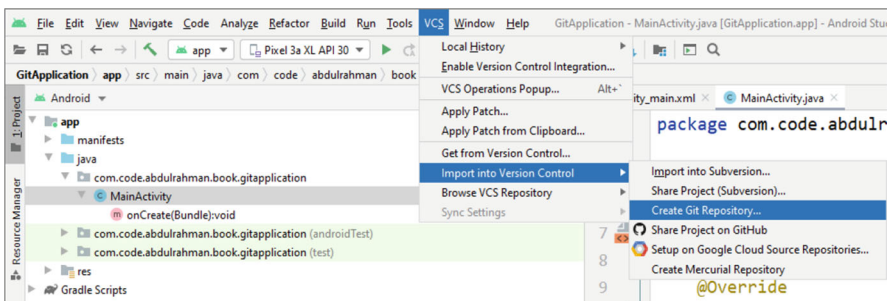 File Edit View Navigate Code Analyze Refactor Build Run Tools VCS Window Help GitApplication - MainActivity.java [GitApplication.app] - Android Stu
app Pixel 3a XL API 30
GitApplication app src main java com code abdulrahman book
Android
1: Project
Resource Manager
app
manifests
java
com.code.abdulrahman.book.gitapplication
MainActivity
onCreate(Bundle):void
com.code.abdulrahman.book.gitapplication (androidTest)
com.code.abdulrahman.book.gitapplication (test)
res
Gradle Scripts
Local History
Enable Version Control Integration...
VCS Operations Popup... Alt+`
Apply Patch...
Apply Patch from Clipboard...
Get from Version Control...
Import into Version Control
Browse VCS Repository
Sync Settings
Import into Subversion...
Share Project (Subversion)...
Create Git Repository...
Share Project on GitHub
Setup on Google Cloud Source Repositories...
Create Mercurial Repository
ity_main.xml MainActivity.java
package com.code.abdulr
7
8
9 @Override